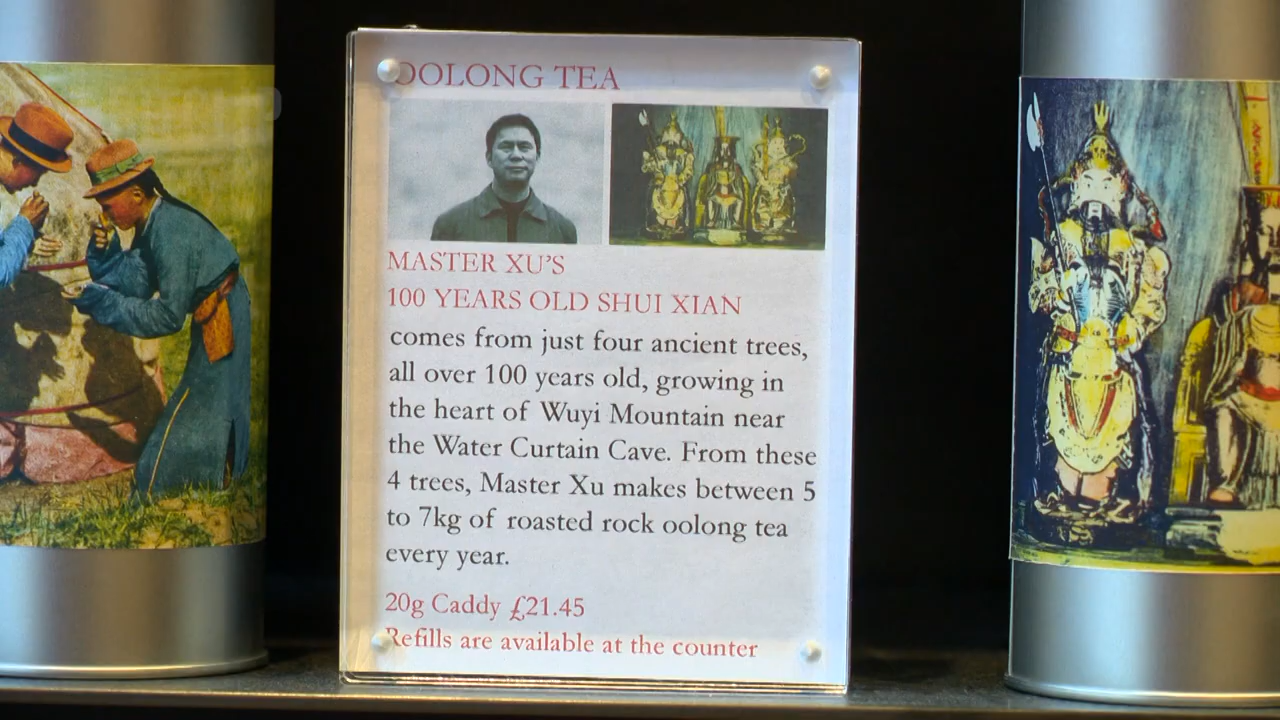 OOLONG TEA
MASTER XU'S
100 YEARS OLD SHUI XIAN
comes from just four ancient trees,
all over 100 years old, growing in
the heart of Wuyi Mountain near
the Water Curtain Cave. From these
4 trees, Master Xu makes between 5
to 7kg of roasted rock oolong tea
every year.
20g Caddy £21.45
Refills are available at the counter